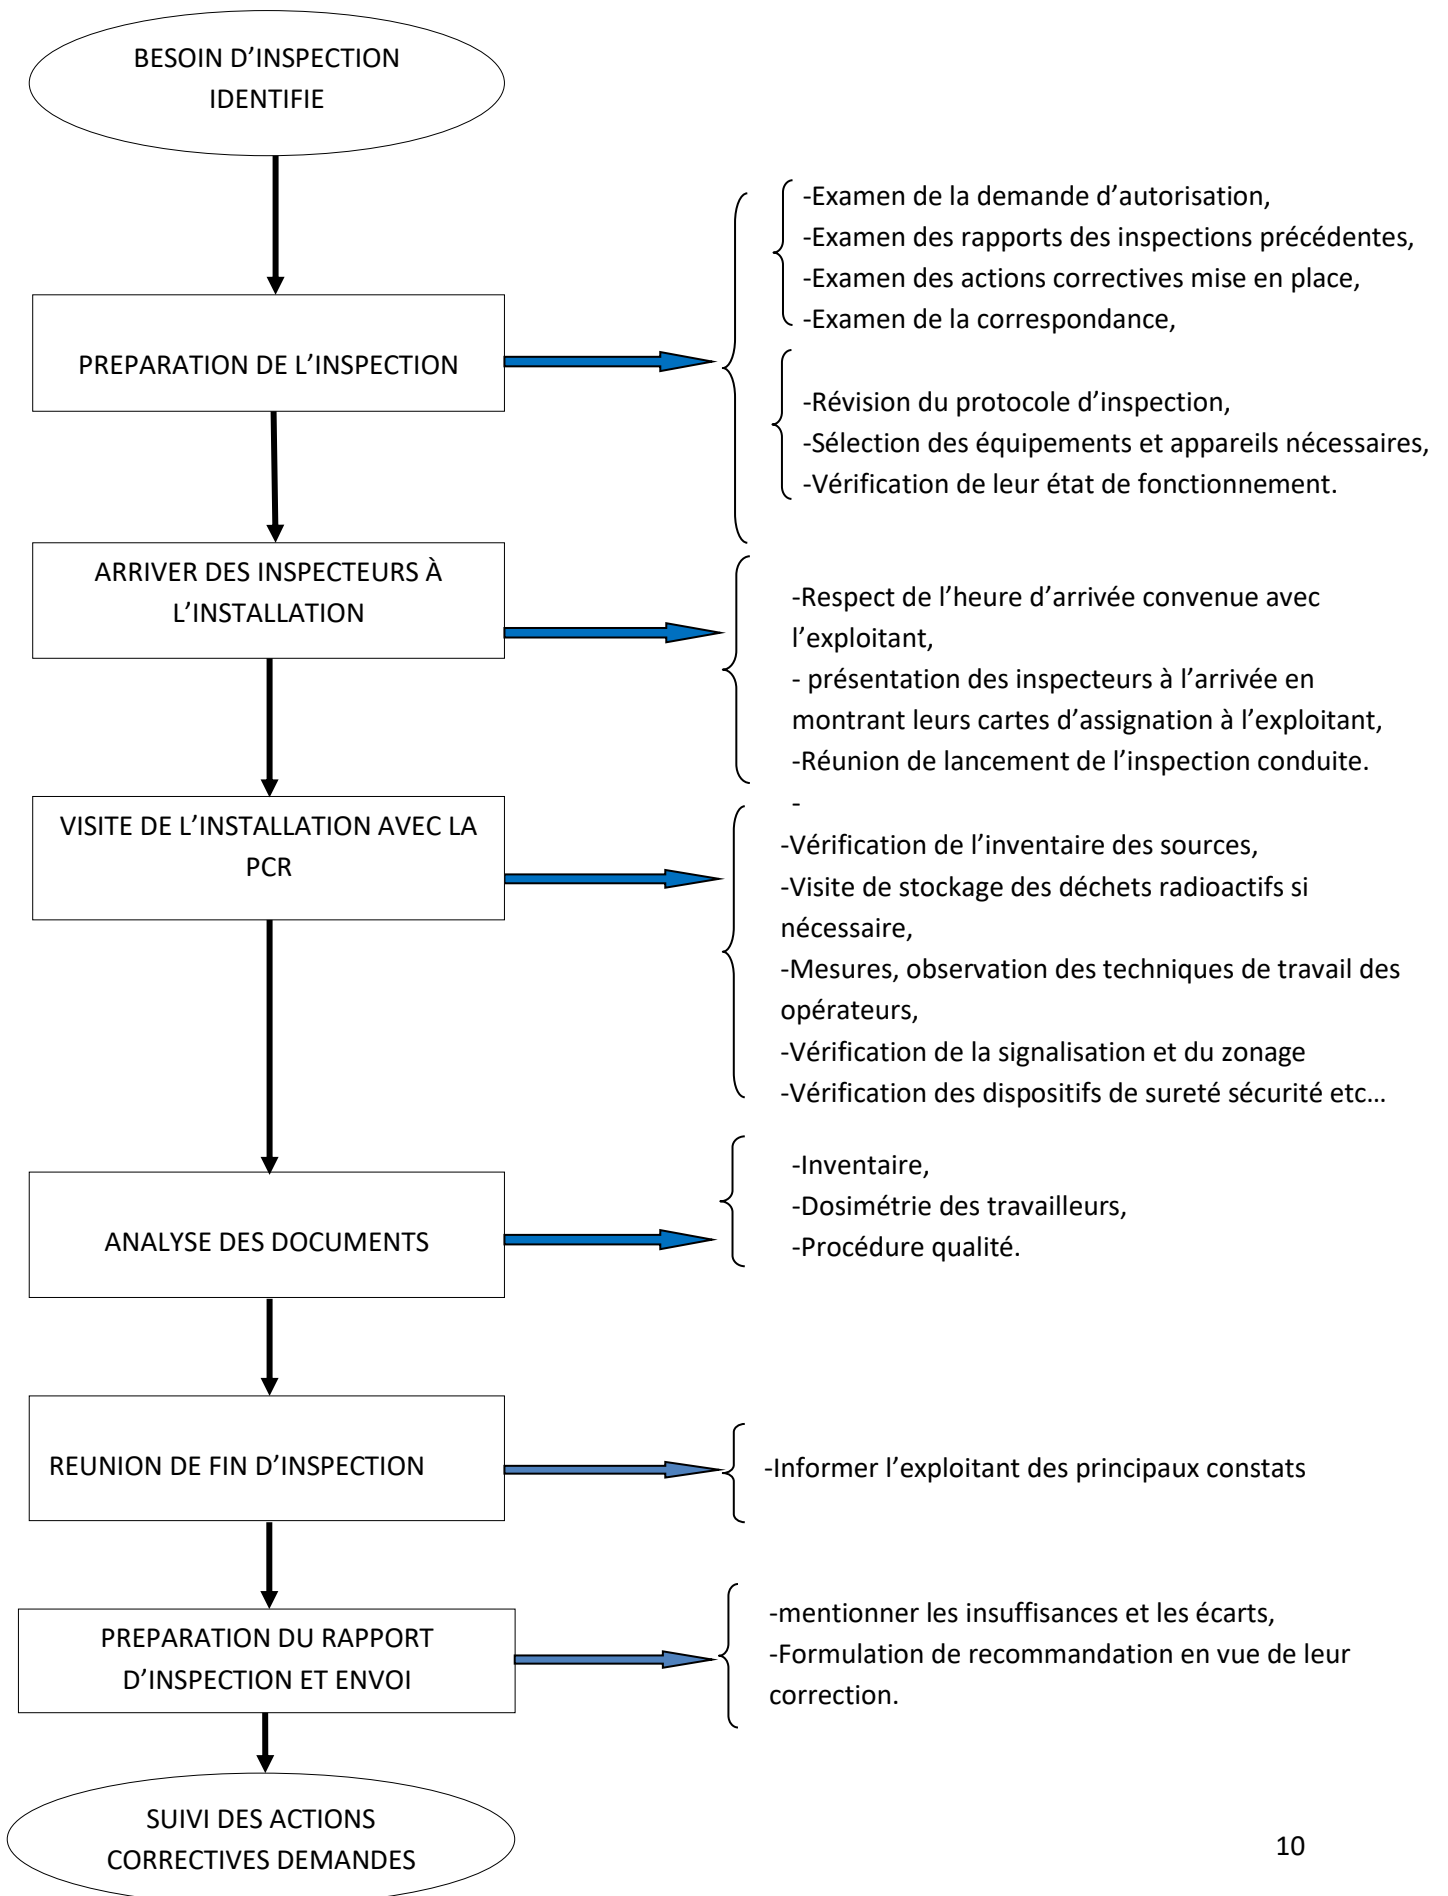 BESOIN D’INSPECTION
IDENTIFIE
-Examen de la demande d’autorisation,
-Examen des rapports des inspections précédentes,
-Examen des actions correctives mise en place,
-Examen de la correspondance,
PREPARATION DE L’INSPECTION
-Révision du protocole d’inspection,
-Sélection des équipements et appareils nécessaires,
-Vérification de leur état de fonctionnement.
ARRIVER DES INSPECTEURS À
L’INSTALLATION
-Respect de l’heure d’arrivée convenue avec
l’exploitant,
- présentation des inspecteurs à l’arrivée en
montrant leurs cartes d’assignation à l’exploitant,
-Réunion de lancement de l’inspection conduite.
-
VISITE DE L’INSTALLATION AVEC LA
PCR
-Vérification de l’inventaire des sources,
-Visite de stockage des déchets radioactifs si
nécessaire,
-Mesures, observation des techniques de travail des
opérateurs,
-Vérification de la signalisation et du zonage
-Vérification des dispositifs de sureté sécurité etc…
ANALYSE DES DOCUMENTS
-Inventaire,
-Dosimétrie des travailleurs,
-Procédure qualité.
REUNION DE FIN D’INSPECTION
-Informer l’exploitant des principaux constats
PREPARATION DU RAPPORT
D’INSPECTION ET ENVOI
-mentionner les insuffisances et les écarts,
-Formulation de recommandation en vue de leur
correction.
SUIVI DES ACTIONS
CORRECTIVES DEMANDES
10